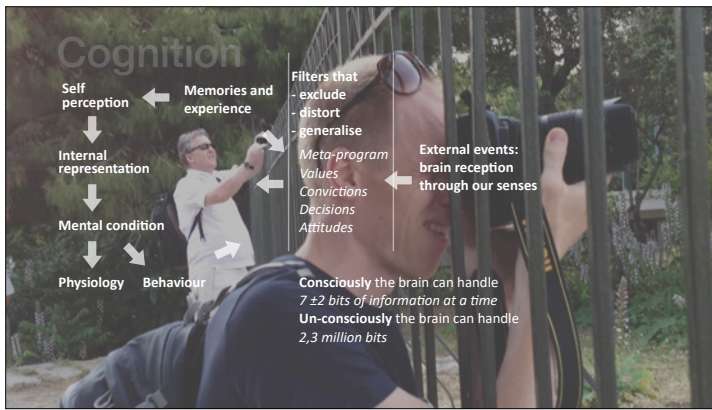 Cognition
Self
perception
Memories and
experience
Internal
representation
Mental condition
Physiology
Behaviour
Filters that
- exclude
- distort
- generalise
Meta-program
Values
Convictions
Decisions
Attitudes
External events:
brain reception
through our senses
Consciously the brain can handle
7 ±2 bits of information at a time
Un-consciously the brain can handle
2,3 million bits